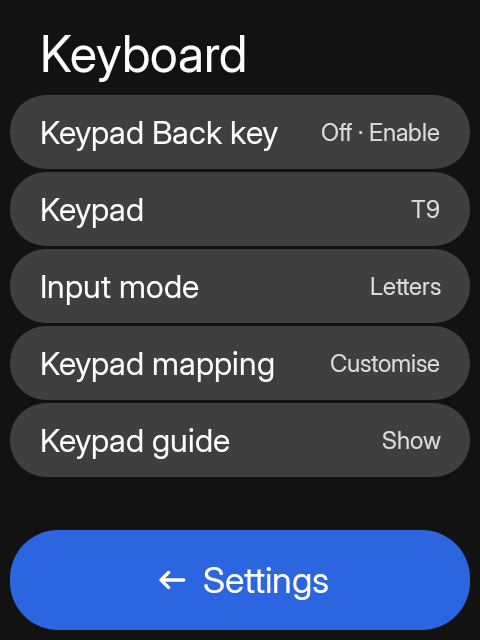 Keyboard
Keypad Back key Off · Enable
Keypad T9
Input mode Letters
Keypad mapping Customise
Keypad guide Show
← Settings